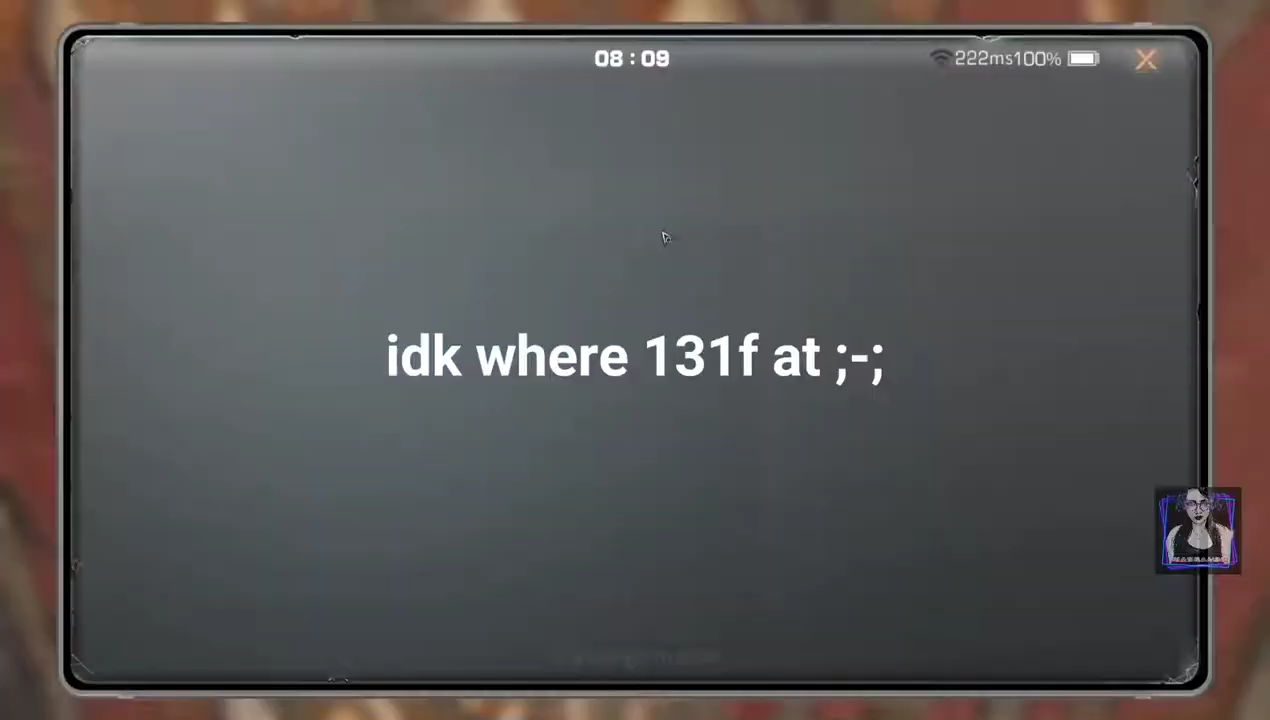 08 : 09
222ms100%
idk where 131f at ;-;